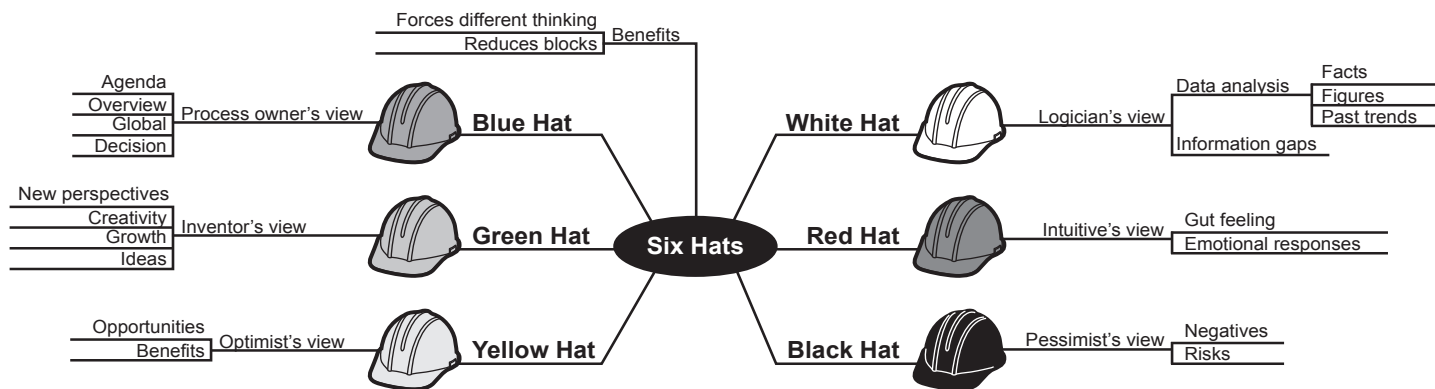 Forces different thinking
Reduces blocks
Benefits
Agenda
Overview
Global
Decision
Process owner's view
Blue Hat
New perspectives
Creativity
Growth
Ideas
Inventor's view
Green Hat
Opportunities
Benefits
Optimist's view
Yellow Hat
Six Hats
White Hat
Logician's view
Data analysis
Facts
Figures
Past trends
Information gaps
Red Hat
Intuitive's view
Gut feeling
Emotional responses
Black Hat
Pessimist's view
Negatives
Risks